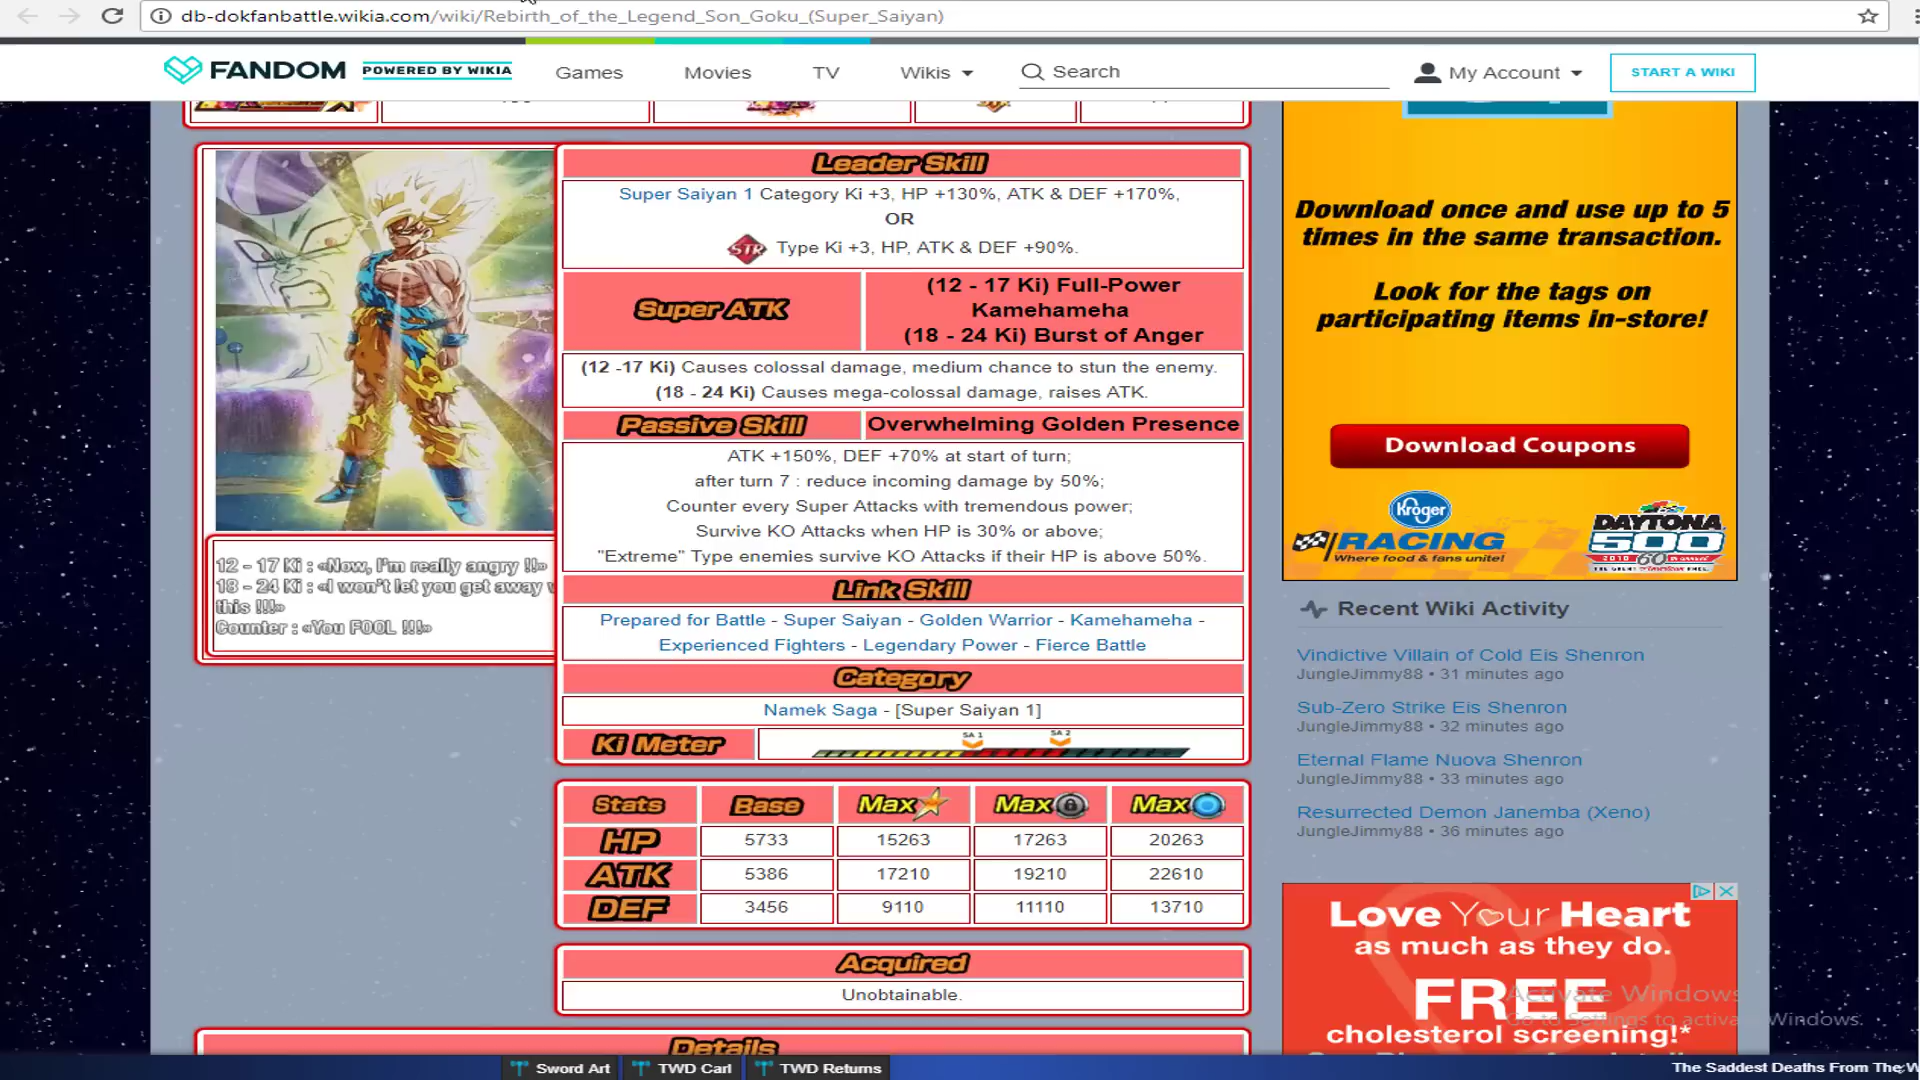 db-dokfanbattle.wikia.com/wiki/Rebirth_of_the_Legend_Son_Goku_(Super_Saiyan)
FANDOM POWERED BY WIKIA Games Movies TV Wikis Search My Account START A WIKI
Leader Skill
Super Saiyan 1 Category Ki +3, HP +130%, ATK & DEF +170%,
OR
STR Type Ki +3, HP, ATK & DEF +90%.
Super ATK
(12 - 17 Ki) Full-Power
Kamehameha
(18 - 24 Ki) Burst of Anger
(12 -17 Ki) Causes colossal damage, medium chance to stun the enemy.
(18 - 24 Ki) Causes mega-colossal damage, raises ATK.
Passive Skill Overwhelming Golden Presence
ATK +150%, DEF +70% at start of turn;
after turn 7 : reduce incoming damage by 50%;
Counter every Super Attacks with tremendous power;
Survive KO Attacks when HP is 30% or above;
"Extreme" Type enemies survive KO Attacks if their HP is above 50%.
12 - 17 Ki : «Now, I'm really angry !!»
18 - 24 Ki : «I won't let you get away
this !!!»
Counter : «You FOOL !!!»
Link Skill
Prepared for Battle - Super Saiyan - Golden Warrior - Kamehameha -
Experienced Fighters - Legendary Power - Fierce Battle
Category
Namek Saga - [Super Saiyan 1]
Ki Meter SA 1 SA 2
Stats Base Max Max Max
HP 5733 15263 17263 20263
ATK 5386 17210 19210 22610
DEF 3456 9110 11110 13710
Acquired
Unobtainable.
Details
Download once and use up to 5
times in the same transaction.
Look for the tags on
participating items in-store!
Download Coupons
Kroger
RACING
Where food & fans unite!
DAYTONA
500
Recent Wiki Activity
Vindictive Villain of Cold Eis Shenron
JungleJimmy88 • 31 minutes ago
Sub-Zero Strike Eis Shenron
JungleJimmy88 • 32 minutes ago
Eternal Flame Nuova Shenron
JungleJimmy88 • 33 minutes ago
Resurrected Demon Janemba (Xeno)
JungleJimmy88 • 36 minutes ago
Love Your Heart
as much as they do.
FREE
cholesterol screening!*
Activate Windows
Go to Settings to activate Windows.
Sword Art TWD Carl TWD Returns
The Saddest Deaths From The